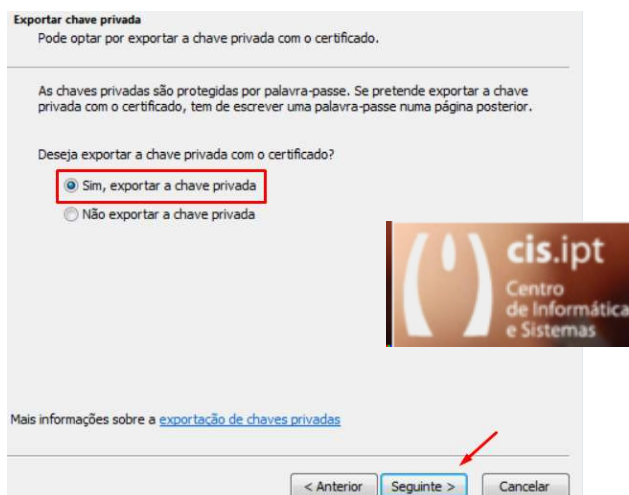 Exportar chave privada
Pode optar por exportar a chave privada com o certificado.
As chaves privadas são protegidas por palavra-passe. Se pretende exportar a chave
privada com o certificado, tem de escrever uma palavra-passe numa página posterior.
Deseja exportar a chave privada com o certificado?
Sim, exportar a chave privada
Não exportar a chave privada
cis.ipt
Centro
de Informática
e Sistemas
Mais informações sobre a exportação de chaves privadas
< Anterior
Seguinte >
Cancelar